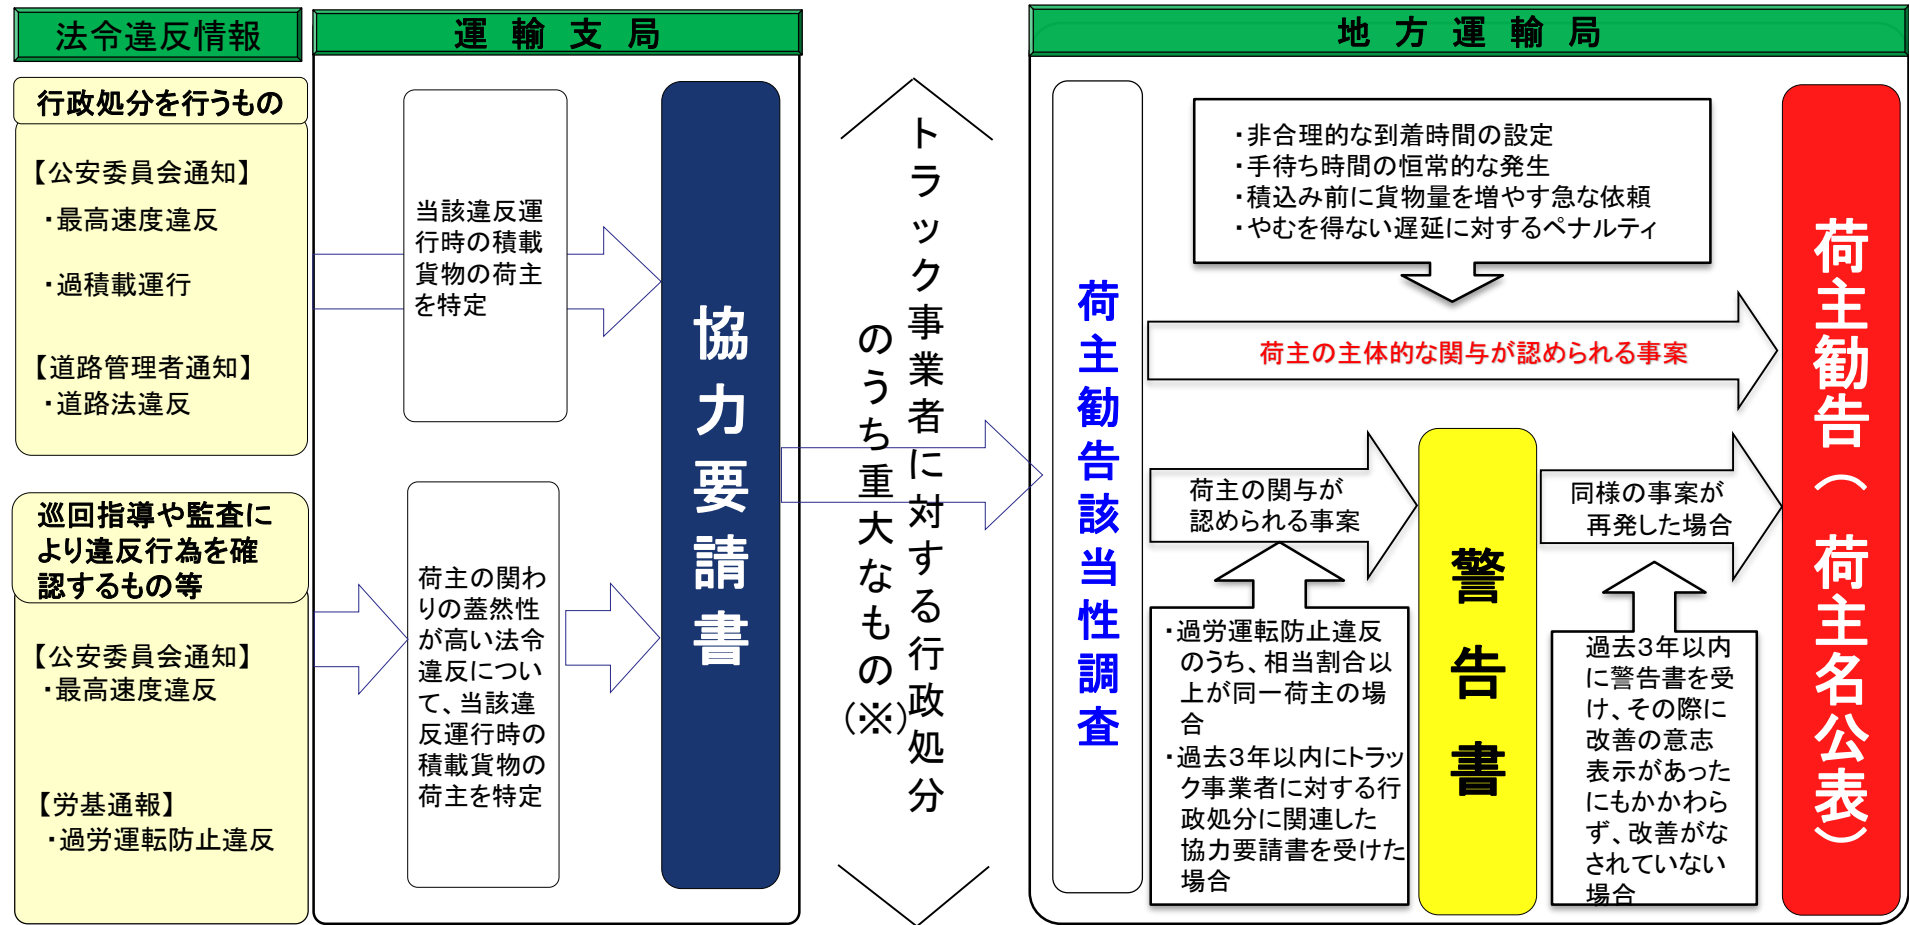 法令違反情報
行政処分を行うもの
【公安委員会通知】
・最高速度違反
・過積載運行
【道路管理者通知】
・道路法違反
巡回指導や監査に
より違反行為を確
認するもの等
【公安委員会通知】
・最高速度違反
【労基通報】
・過労運転防止違反
運輸支局
当該違反運
行時の積載
貨物の荷主
を特定
荷主の関わ
りの蓋然性
が高い法令
違反につい
て、当該違
反運行時の
積載貨物の
荷主を特定
協力要請書
トラック事業者に対する行政処分
のうち重大なもの(※)
地方運輸局
荷主勧告該当性調査
・非合理的な到着時間の設定
・手待ち時間の恒常的な発生
・積込み前に貨物量を増やす急な依頼
・やむを得ない遅延に対するペナルティ
荷主の主体的な関与が認められる事案
荷主の関与が
認められる事案
・過労運転防止違反
のうち、相当割合以
上が同一荷主の場
合
・過去3年以内にトラッ
ク事業者に対する行
政処分に関連した
協力要請書を受けた
場合
警告書
同様の事案が
再発した場合
過去3年以内
に警告書を受
け、その際に
改善の意志
表示があった
にもかかわら
ず、改善がな
されていない
場合
荷主勧告(荷主名公表)